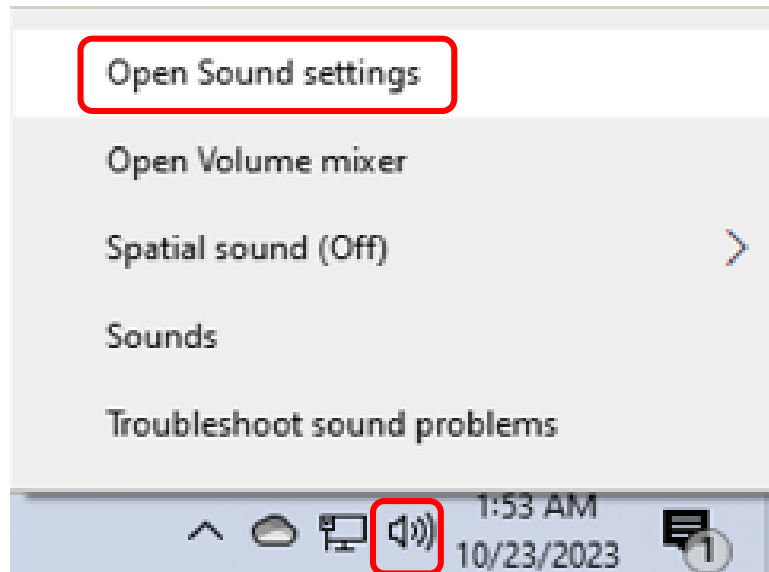 Open Sound settings
Open Volume mixer
Spatial sound (Off)
Sounds
Troubleshoot sound problems
1:53 AM
10/23/2023
1